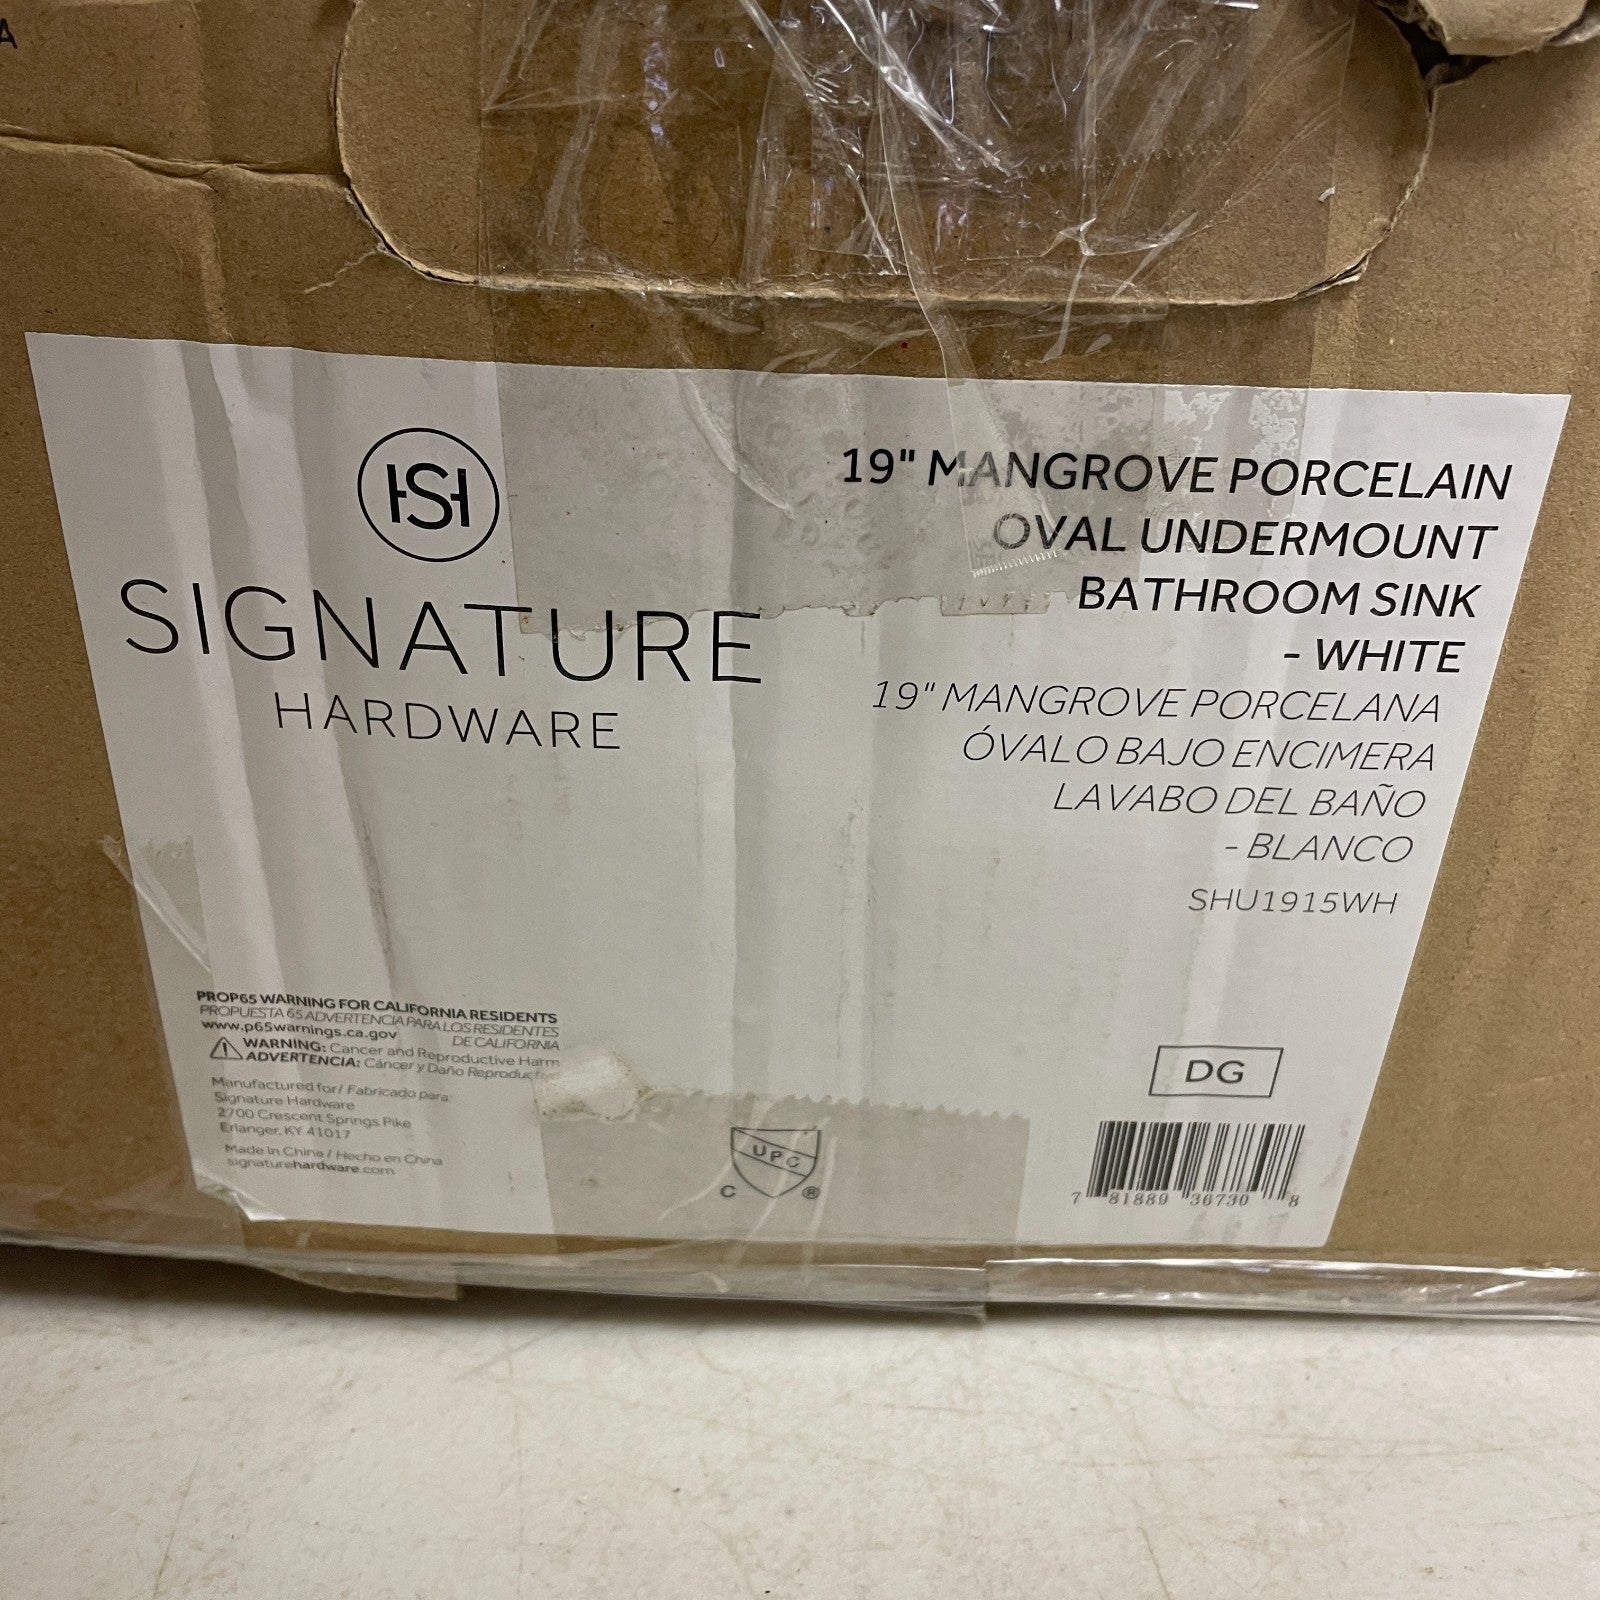 A
HS
SIGNATURE
HARDWARE
19" MANGROVE PORCELAIN
OVAL UNDERMOUNT
BATHROOM SINK
- WHITE
19" MANGROVE PORCELANA
ÓVALO BAJO ENCIMERA
LAVABO DEL BAÑO
- BLANCO
SHU1915WH
PROP65 WARNING FOR CALIFORNIA RESIDENTS
PROPUESTA 65 ADVERTENCIA PARA LOS RESIDENTES
DE CALIFORNIA
www.p65warnings.ca.gov
WARNING: Cancer and Reproductive Harm
ADVERTENCIA: Cáncer y Daño
Manufactured for/ Fabricado para:
Signature Hardware
2700 Crescent Springs Pike
Erlanger, KY 41017
Made in China / Hecho en China
signaturehardware.com
UPC
C ®
DG
7 81889 36730 8